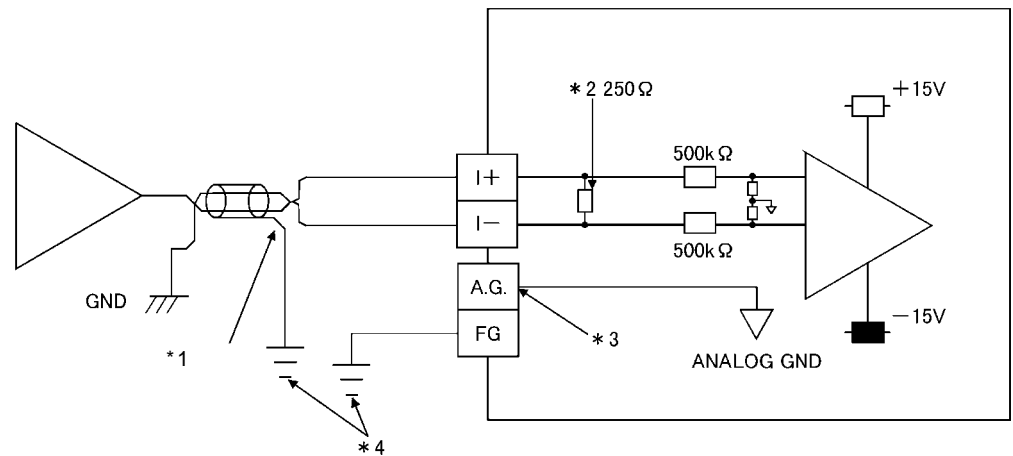 *2 250Ω
+15V
500kΩ
I+
I-
500kΩ
A.G.
GND
-15V
FG
*3
*1
ANALOG GND
*4